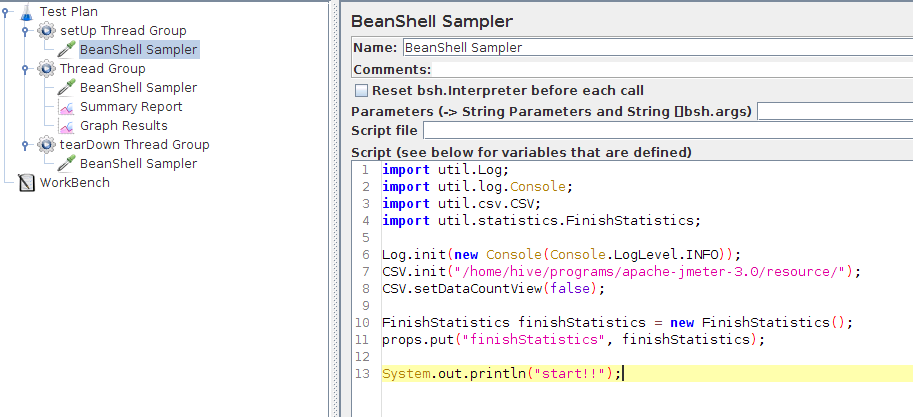 Test Plan
setUp Thread Group
BeanShell Sampler
Thread Group
BeanShell Sampler
Summary Report
Graph Results
tearDown Thread Group
BeanShell Sampler
WorkBench
BeanShell Sampler
Name: BeanShell Sampler
Comments:
Reset bsh.Interpreter before each call
Parameters (-> String Parameters and String []bsh.args)
Script file
Script (see below for variables that are defined)
1 import util.Log;
2 import util.log.Console;
3 import util.csv.CSV;
4 import util.statistics.FinishStatistics;
5
6 Log.init(new Console(Console.LogLevel.INFO));
7 CSV.init("/home/hive/programs/apache-jmeter-3.0/resource/");
8 CSV.setDataCountView(false);
9
10 FinishStatistics finishStatistics = new FinishStatistics();
11 props.put("finishStatistics", finishStatistics);
12
13 System.out.println("start!!");